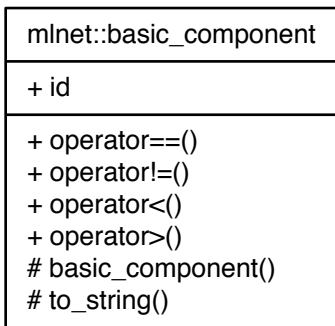 mlnet::basic_component
+ id
+ operator==()
+ operator!=()
+ operator<()
+ operator>()
# basic_component()
# to_string()